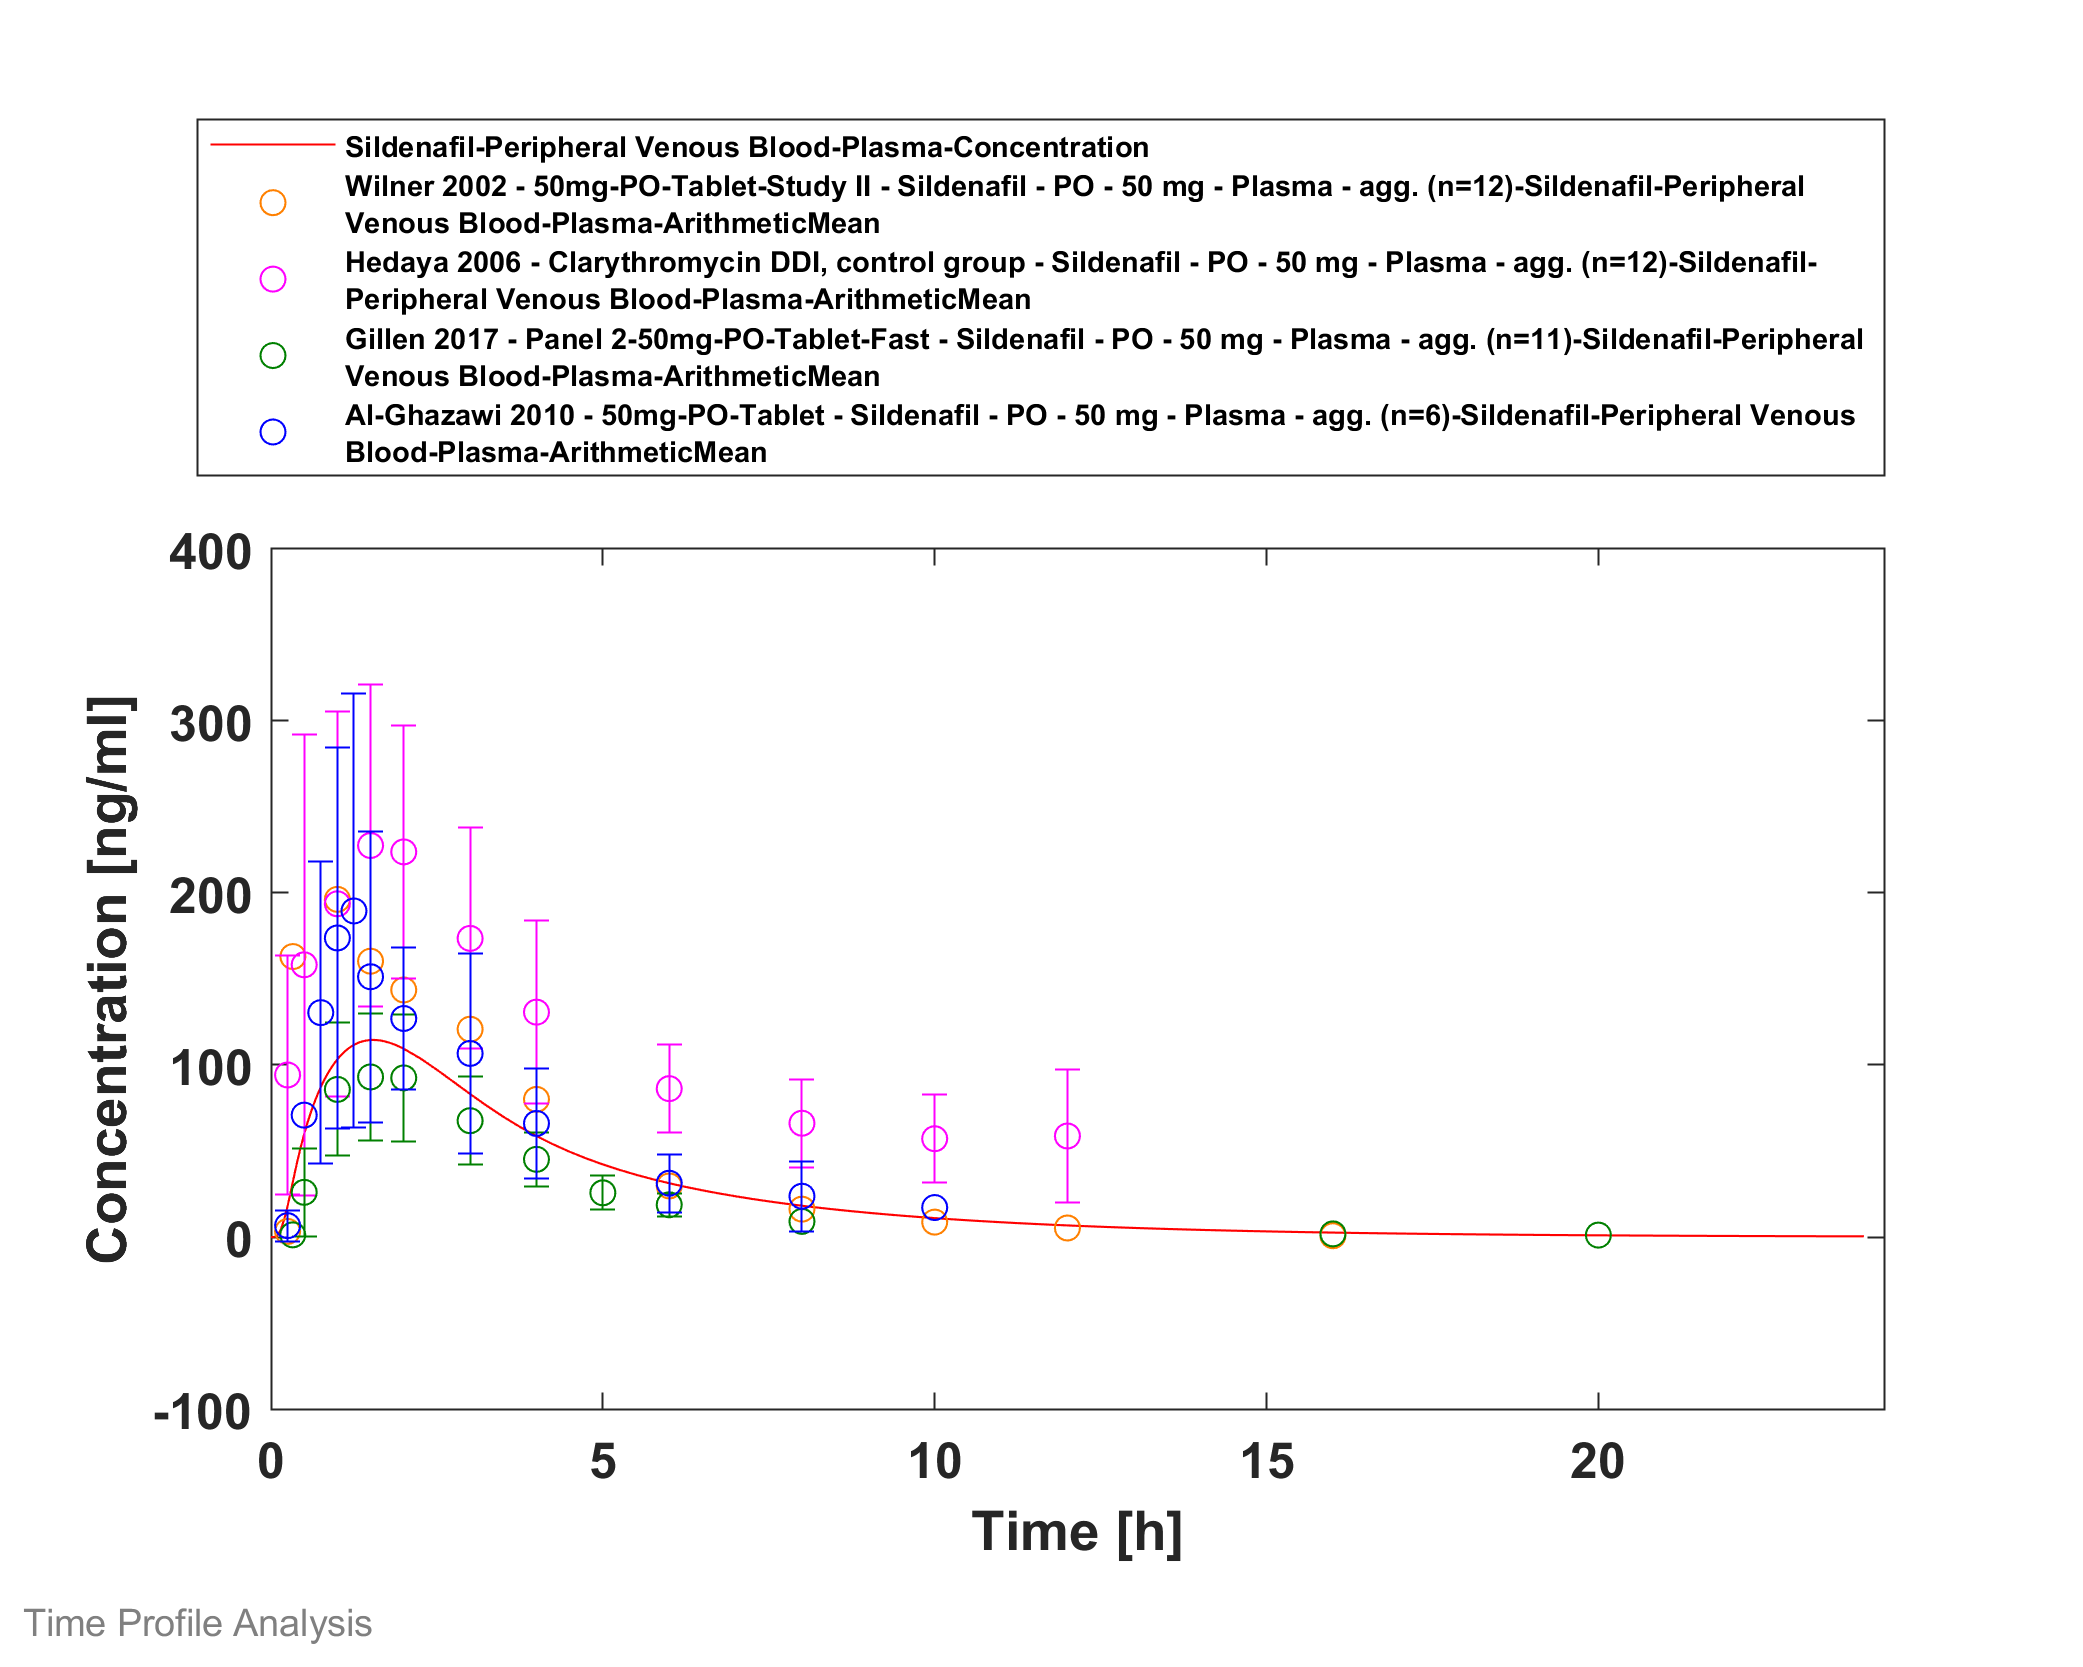 Sildenafil-Peripheral Venous Blood-Plasma-Concentration
Wilner 2002 - 50mg-PO-Tablet-Study II - Sildenafil - PO - 50 mg - Plasma - agg. (n=12)-Sildenafil-Peripheral
Venous Blood-Plasma-ArithmeticMean
Hedaya 2006 - Clarythromycin DDI, control group - Sildenafil - PO - 50 mg - Plasma - agg. (n=12)-Sildenafil-
Peripheral Venous Blood-Plasma-ArithmeticMean
Gillen 2017 - Panel 2-50mg-PO-Tablet-Fast - Sildenafil - PO - 50 mg - Plasma - agg. (n=11)-Sildenafil-Peripheral
Venous Blood-Plasma-ArithmeticMean
Al-Ghazawi 2010 - 50mg-PO-Tablet - Sildenafil - PO - 50 mg - Plasma - agg. (n=6)-Sildenafil-Peripheral Venous
Blood-Plasma-ArithmeticMean
400
300
200
100
0
-100
Concentration [ng/ml]
0 5 10 15 20
Time [h]
Time Profile Analysis